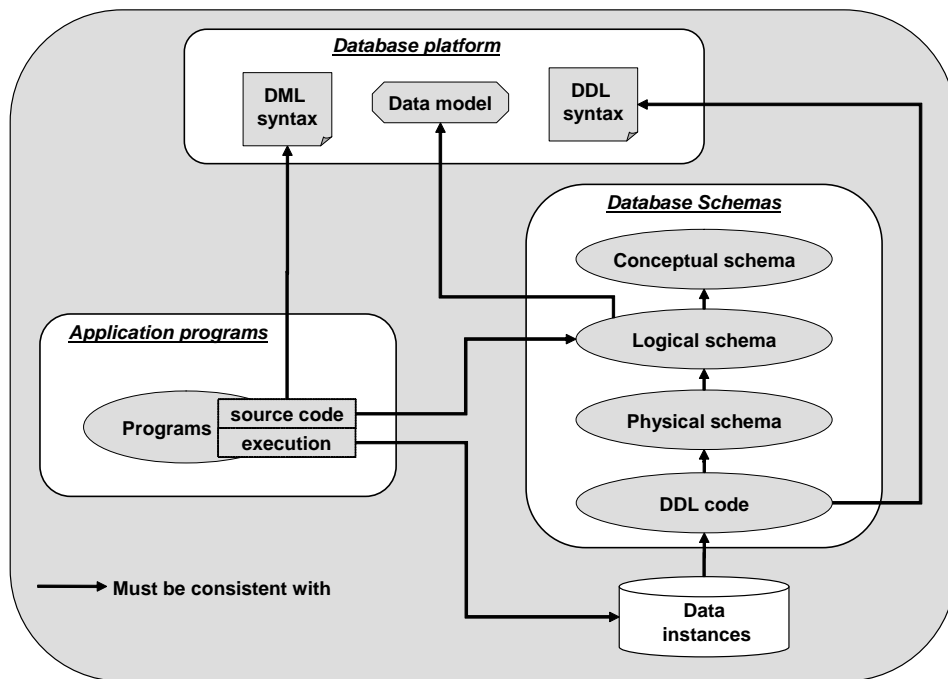 Database platform
DML
syntax
Data model
DDL
syntax
Database Schemas
Conceptual schema
Logical schema
Physical schema
DDL code
Application programs
Programs
source code
execution
Must be consistent with
Data
instances